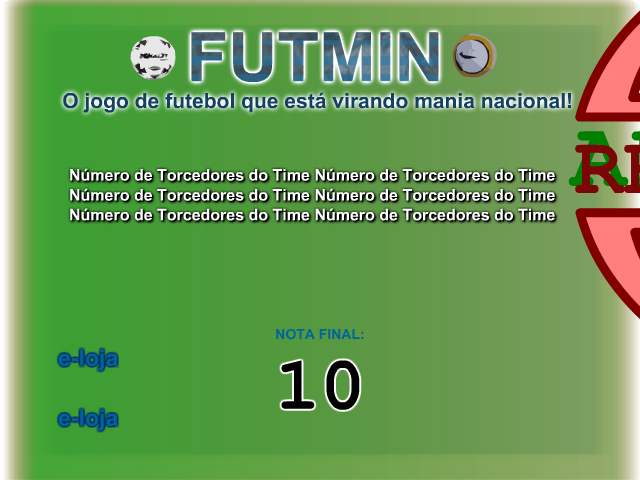 FUTMIN
O jogo de futebol que está virando mania nacional!
Número de Torcedores do Time Número de Torcedores do Time
Número de Torcedores do Time Número de Torcedores do Time
Número de Torcedores do Time Número de Torcedores do Time
NOTA FINAL:
10
e-loja
e-loja